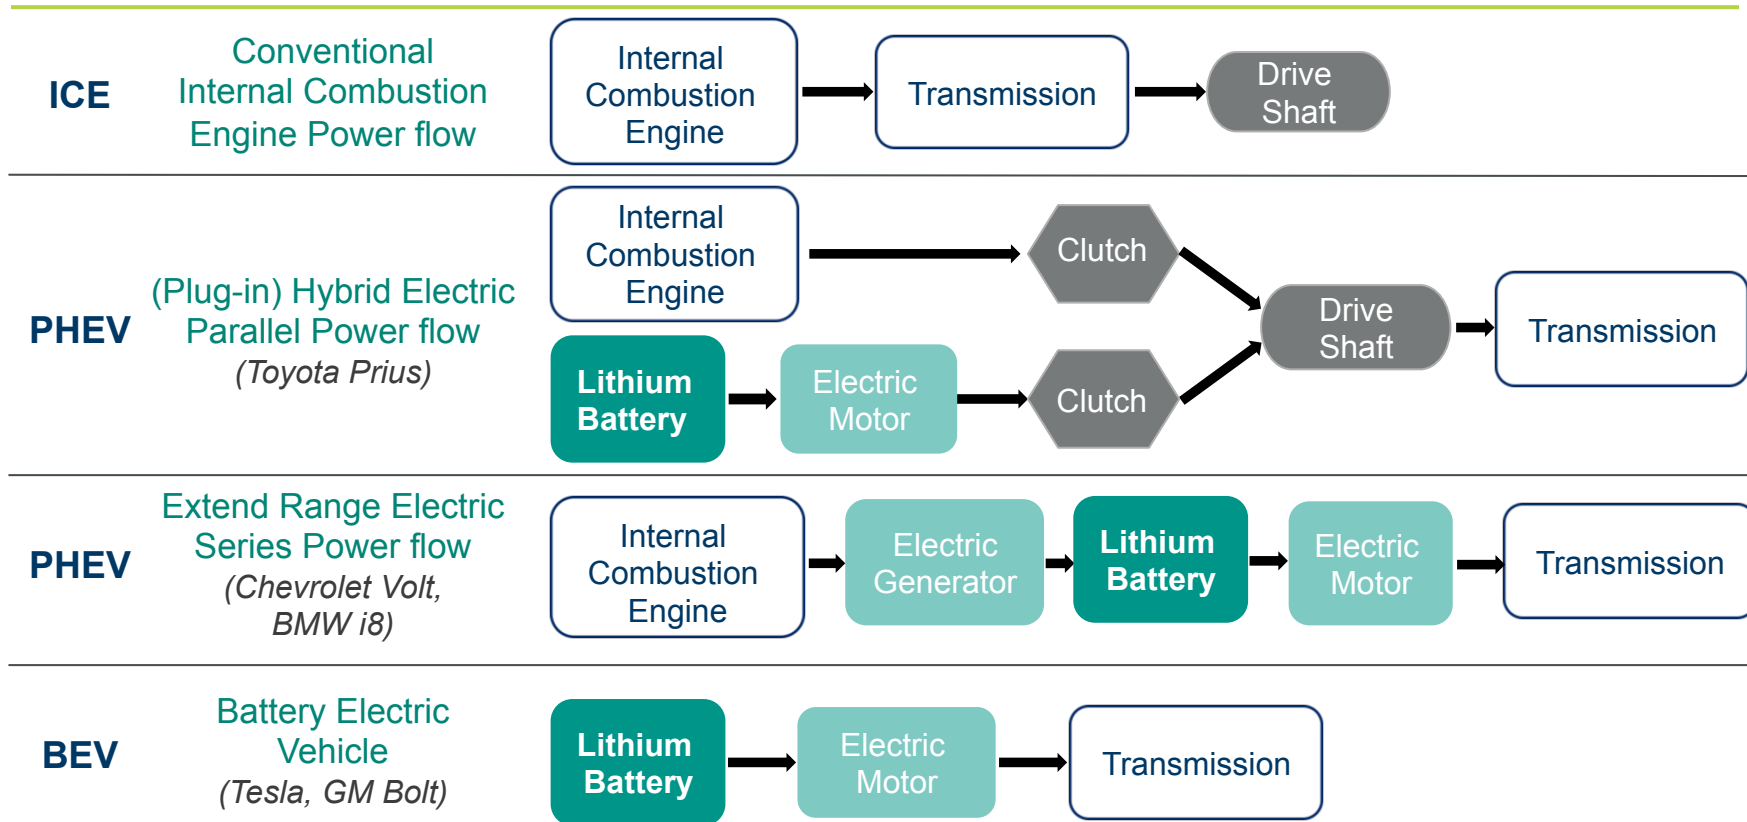 ICE
Conventional
Internal Combustion
Engine Power flow
Internal
Combustion
Engine
Transmission
Drive
Shaft
PHEV
(Plug-in) Hybrid Electric
Parallel Power flow
(Toyota Prius)
Internal
Combustion
Engine
Clutch
Lithium
Battery
Electric
Motor
Clutch
Drive
Shaft
Transmission
PHEV
Extend Range Electric
Series Power flow
(Chevrolet Volt,
BMW i8)
Internal
Combustion
Engine
Electric
Generator
Lithium
Battery
Electric
Motor
Transmission
BEV
Battery Electric
Vehicle
(Tesla, GM Bolt)
Lithium
Battery
Electric
Motor
Transmission